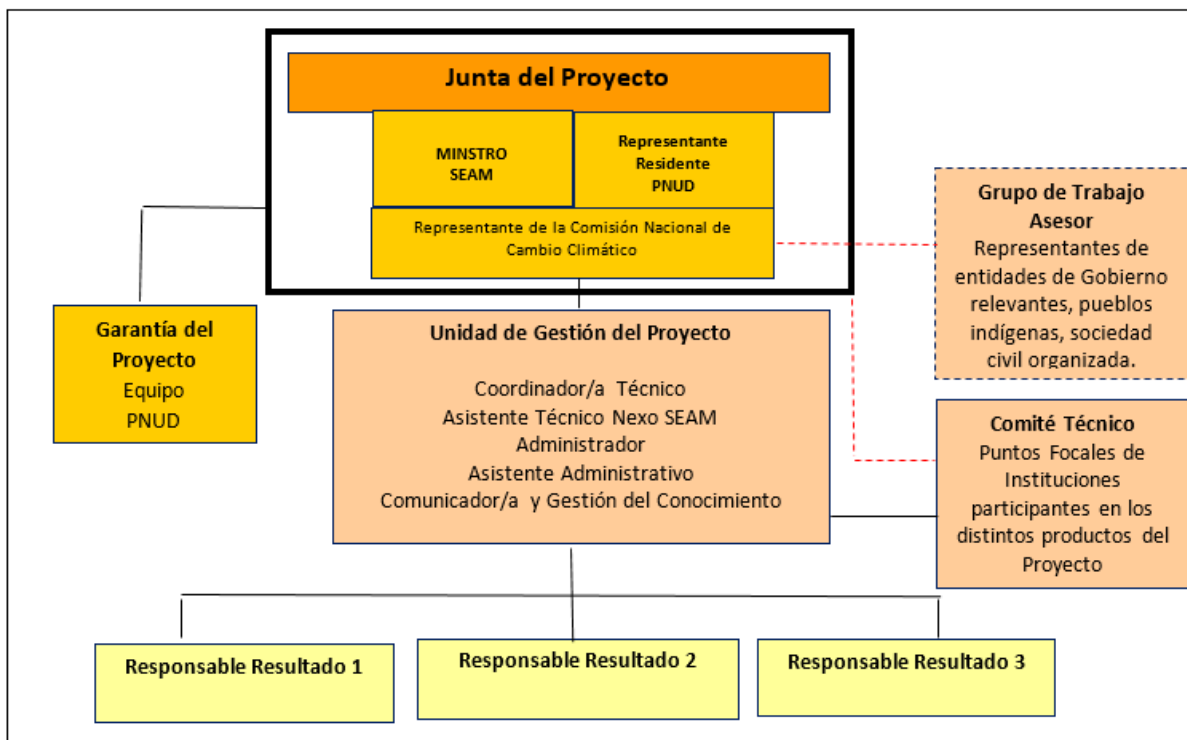 Junta del Proyecto
MINSTRO
SEAM
Representante
Residente
PNUD
Representante de la Comisión Nacional de
Cambio Climático
Grupo de Trabajo
Asesor
Representantes de
entidades de Gobierno
relevantes, pueblos
indígenas, sociedad
civil organizada.
Garantía del
Proyecto
Equipo
PNUD
Unidad de Gestión del Proyecto
Coordinador/a Técnico
Asistente Técnico Nexo SEAM
Administrador
Asistente Administrativo
Comunicador/a y Gestión del Conocimiento
Comité Técnico
Puntos Focales de
Instituciones
participantes en los
distintos productos del
Proyecto
Responsable Resultado 1
Responsable Resultado 2
Responsable Resultado 3